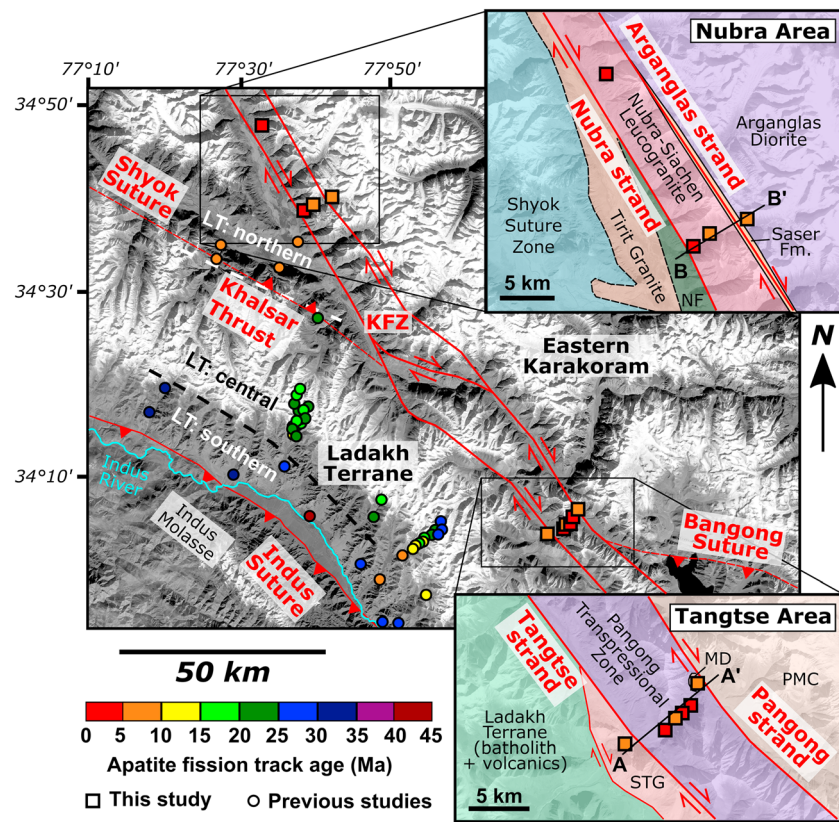 77°10'
77°30'
77°50'
34°50'
34°30'
34°10'
Shyok
Suture
LT: northern
Khalsar
Thrust
KFZ
Eastern
Karakoram
LT: central
LT: southern
Ladakh
Terrane
Indus
River
Indus
Molasse
Indus
Suture
Bangong
Suture
N
Nubra Area
Arganglas strand
Nubra strand
Nubra-Siachen
Leucogranite
Arganglas
Diorite
Shyok
Suture
Zone
Tirit Granite
B'
B
Saser
Fm.
NF
5 km
Tangtse Area
Tangtse
strand
Pangong
Transpressional
Zone
MD
A'
PMC
Pangong
strand
Ladakh
Terrane
(batholith
+ volcanics)
A
STG
5 km
50 km
0 5 10 15 20 25 30 35 40 45
Apatite fission track age (Ma)
This study
Previous studies